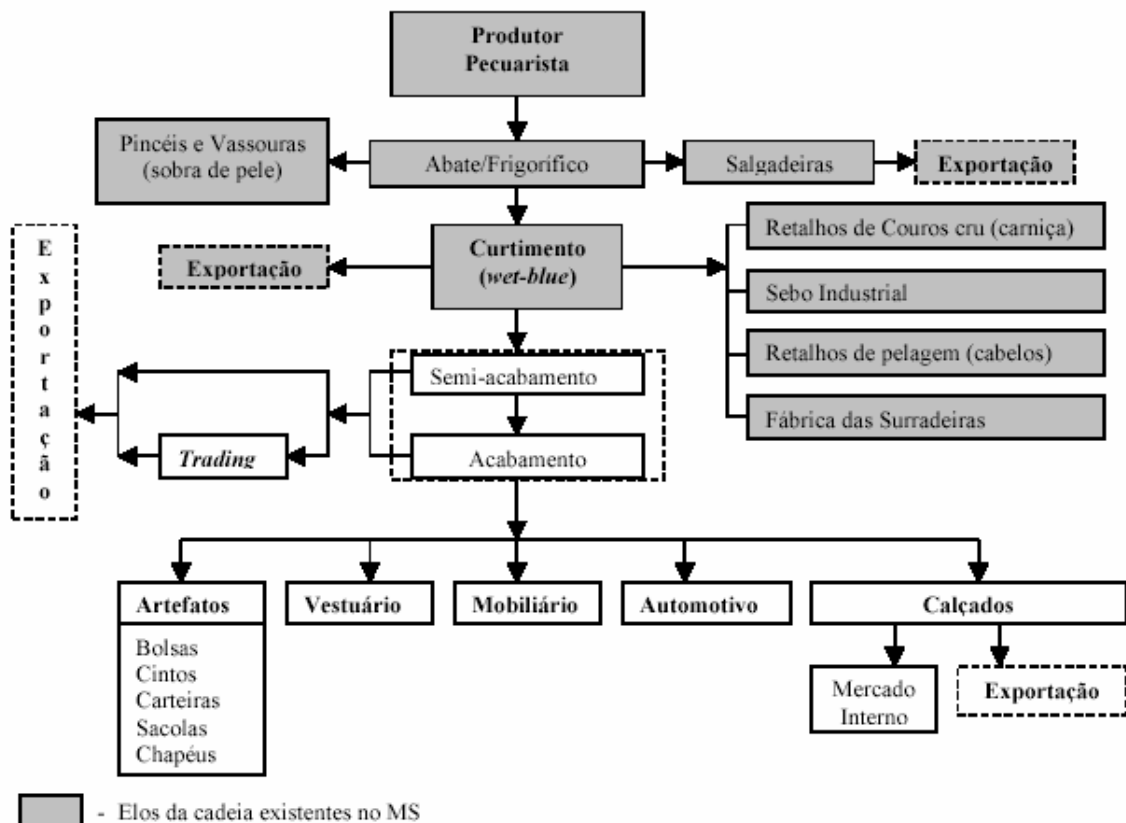 Produtor
Pecuarista
Pincéis e Vassouras
(sobra de pele)
Abate/Frigorífico
Salgadeiras
Exportação
Exportação
Exportação
Curtimento
(wet-blue)
Retalhos de Couros cru (carniça)
Sebo Industrial
Retalhos de pelagem (cabelos)
Fábrica das Surradeiras
Semi-acabamento
Trading
Acabamento
Artefatos
Bolsas
Cintos
Carteiras
Sacolas
Chapéus
Vestuário
Mobiliário
Automotivo
Calçados
Mercado
Interno
Exportação
- Elos da cadeia existentes no MS